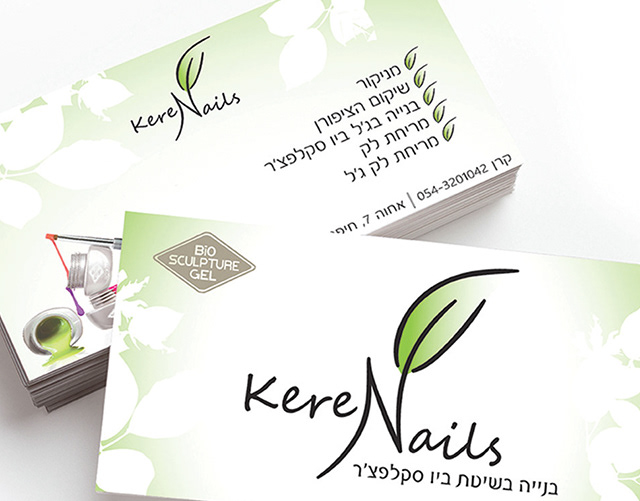 KereNails
מניקור
שיקום הציפורן
בנייה בג'ל ביו סקלפצ'ר
מריחת לק
מריחת לק ג'ל
קרן 054-3201042 | אחוה 7,
BiO
SCULPTURE
GEL
KereNails
בנייה בשיטת ביו סקלפצ'ר